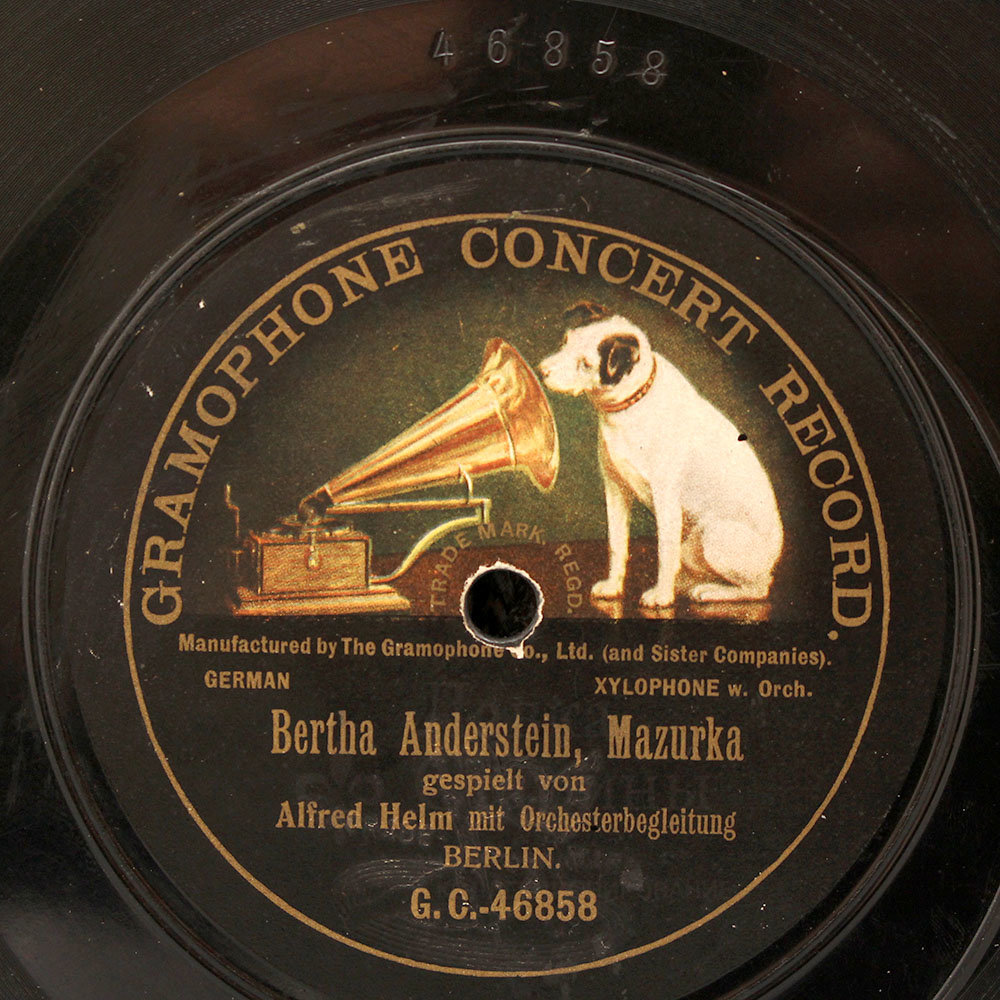 46858
GRAMOPHONE CONCERT RECORD.
TRADE MARK, REGD.
Manufactured by The Gramophone Co., Ltd. (and Sister Companies).
GERMAN XYLOPHONE w. Orch.
Bertha Anderstein, Mazurka
gespielt von
Alfred Helm mit Orchesterbegleitung
BERLIN.
G.C.-46858